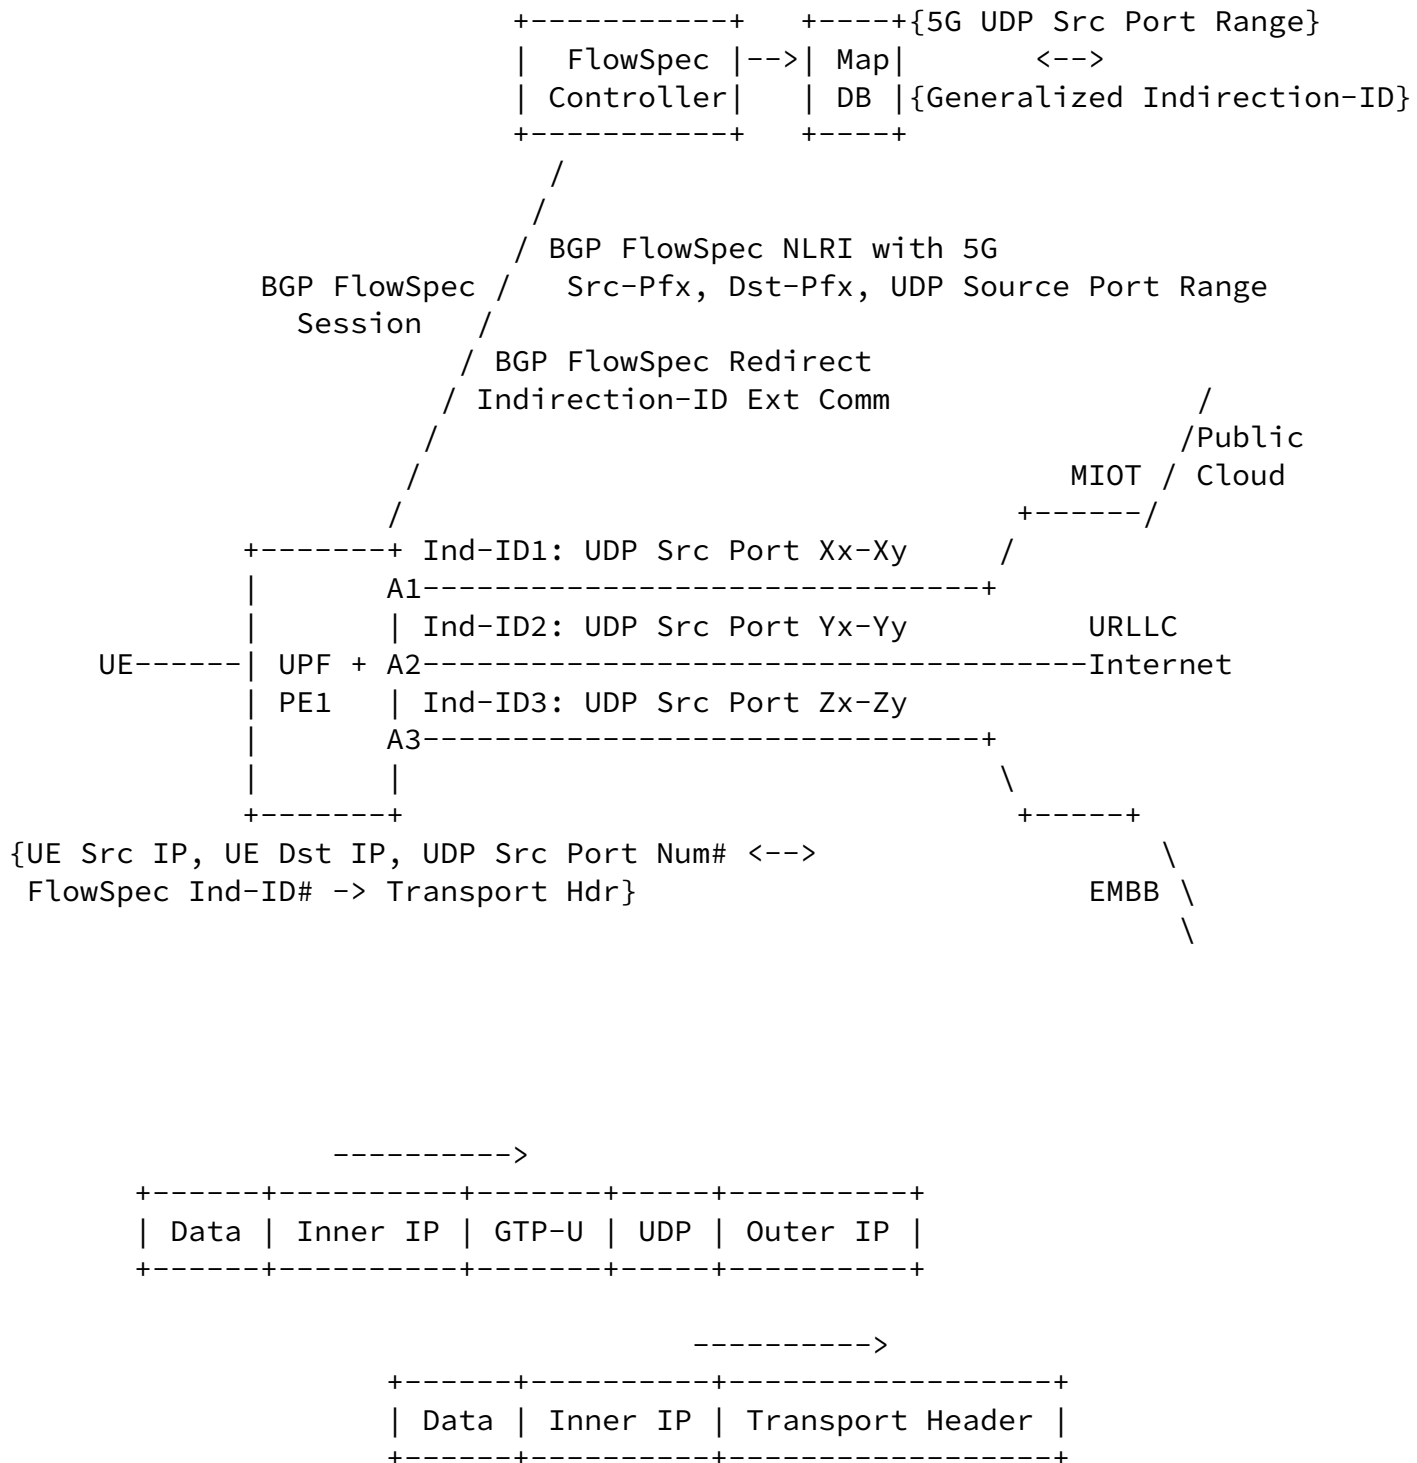 +-----------+   +----+{5G UDP Src Port Range}
|  FlowSpec |-->| Map|       <-->
| Controller|   | DB |{Generalized Indirection-ID}
+-----------+   +----+
/
/
/ BGP FlowSpec NLRI with 5G
BGP FlowSpec /   Src-Pfx, Dst-Pfx, UDP Source Port Range
Session   /
/ BGP FlowSpec Redirect
/ Indirection-ID Ext Comm                 /
/                                         /Public
/                                    MIOT / Cloud
/                                  +------/
+-------+ Ind-ID1: UDP Src Port Xx-Xy     /
|       A1-------------------------------+
|       | Ind-ID2: UDP Src Port Yx-Yy          URLLC
UE------| UPF + A2-------------------------------------Internet
| PE1   | Ind-ID3: UDP Src Port Zx-Zy
|       A3-------------------------------+
|       |                                 \
+-------+                                  +-----+
{UE Src IP, UE Dst IP, UDP Src Port Num# <-->                   \
FlowSpec Ind-ID# -> Transport Hdr}                         EMBB \
\
---------->
+------+----------+-------+-----+----------+
| Data | Inner IP | GTP-U | UDP | Outer IP |
+------+----------+-------+-----+----------+
---------->
+------+----------+------------------+
| Data | Inner IP | Transport Header |
+------+----------+------------------+